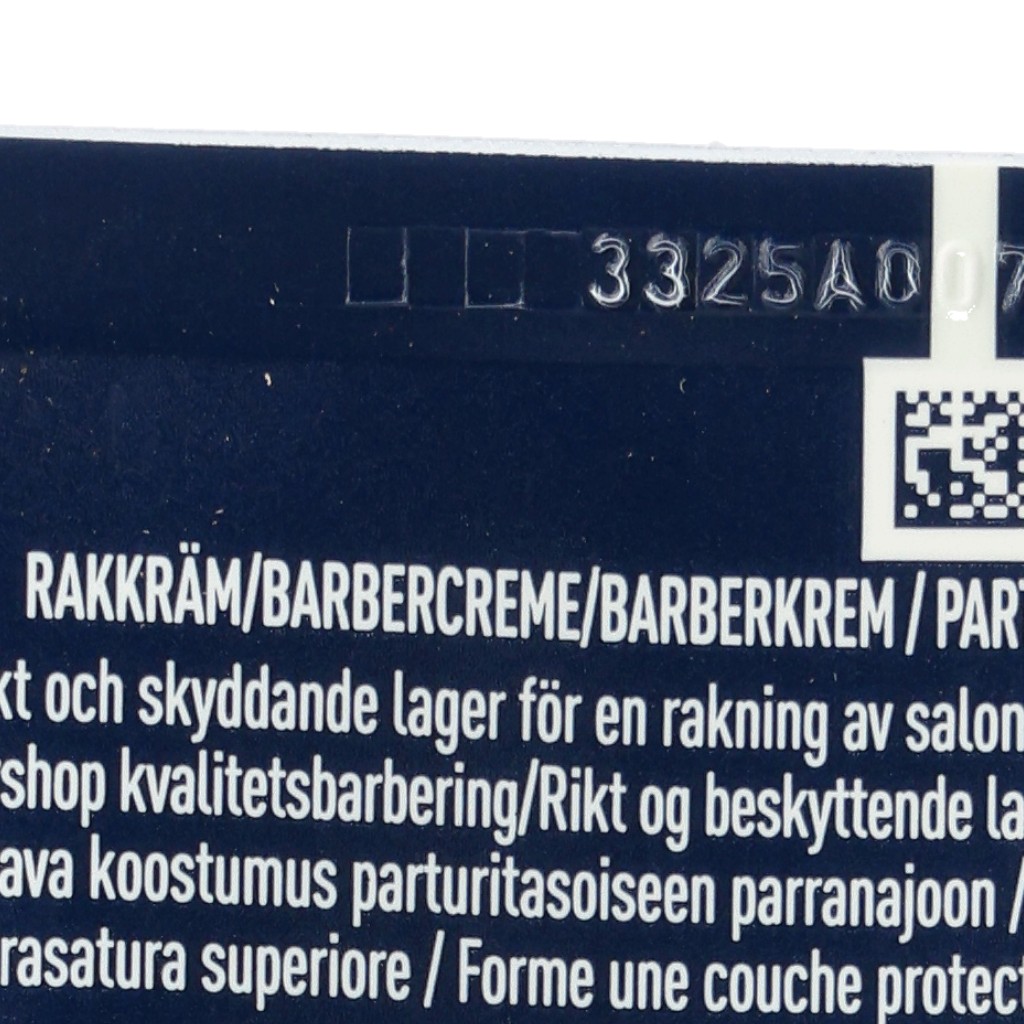 3325A007
RAKKRÄM/BARBERCREME/BARBERKREM / PART
kt och skyddande lager för en rakning av salon
shop kvalitetsbarbering/Rikt og beskyttende la
ava koostumus parturitasoiseen parranajoon /
rasatura superiore / Forme une couche protect